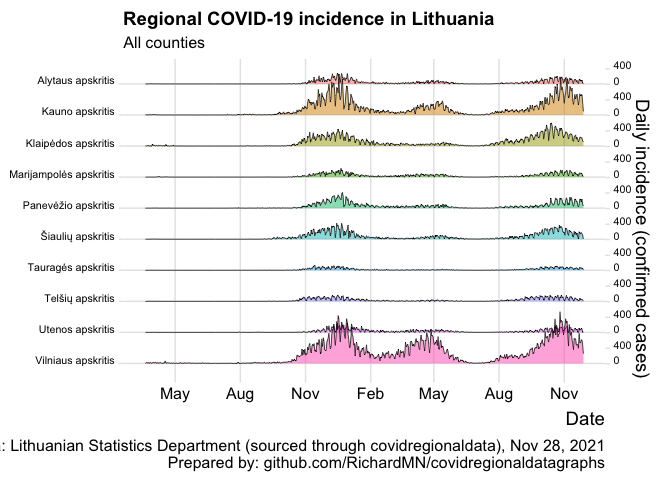 Regional COVID-19 incidence in Lithuania
All counties
Alytaus apskritis
Kauno apskritis
Klaipėdos apskritis
Marijampolės apskritis
Panevėžio apskritis
Šiaulių apskritis
Tauragės apskritis
Telšių apskritis
Utenos apskritis
Vilniaus apskritis
400
0
400
0
400
0
400
0
400
0
400
0
400
0
400
0
400
0
400
0
Daily incidence (confirmed cases)
May Aug Nov Feb May Aug Nov
Date
: Lithuanian Statistics Department (sourced through covidregionaldata), Nov 28, 2021
Prepared by: github.com/RichardMN/covidregionaldatagraphs